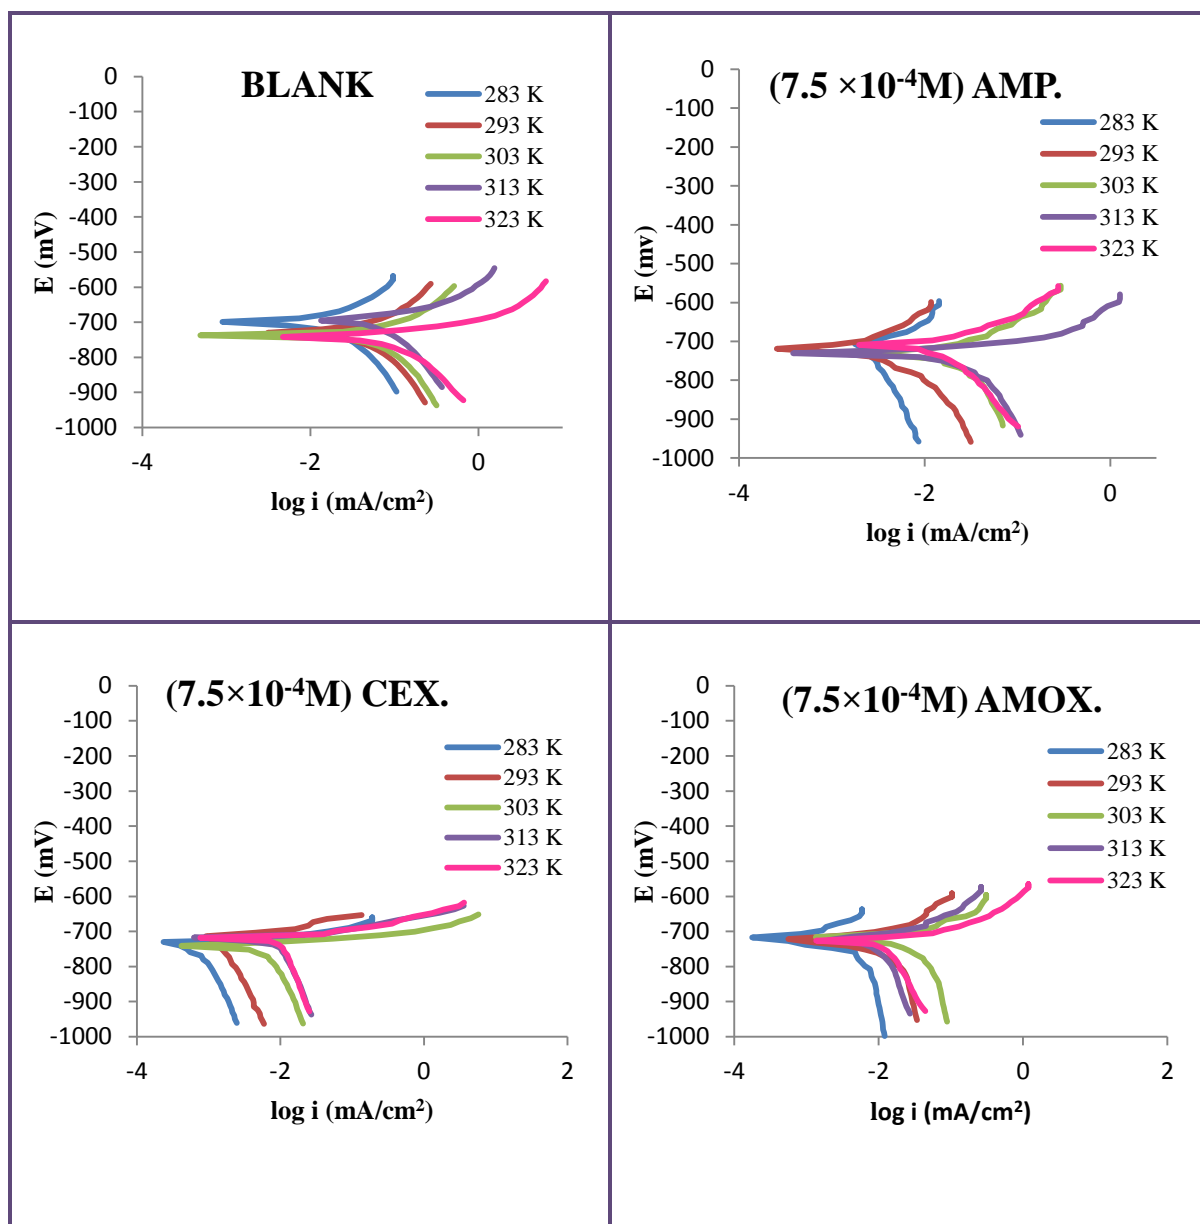 BLANK
0
-100
-200
-300
-400
-500
-600
-700
-800
-900
-1000
E (mV)
283 K
293 K
303 K
313 K
323 K
-4
-2
0
log i (mA/cm²)
(7.5 ×10⁻⁴M) AMP.
0
-100
-200
-300
-400
-500
-600
-700
-800
-900
-1000
E (mv)
283 K
293 K
303 K
313 K
323 K
-4
-2
0
log i (mA/cm²)
(7.5×10⁻⁴M) CEX.
0
-100
-200
-300
-400
-500
-600
-700
-800
-900
-1000
E (mV)
283 K
293 K
303 K
313 K
323 K
-4
-2
0
2
log i (mA/cm²)
(7.5×10⁻⁴M) AMOX.
0
-100
-200
-300
-400
-500
-600
-700
-800
-900
-1000
E (mV)
283 K
293 K
303 K
313 K
323 K
-4
-2
0
2
log i (mA/cm²)